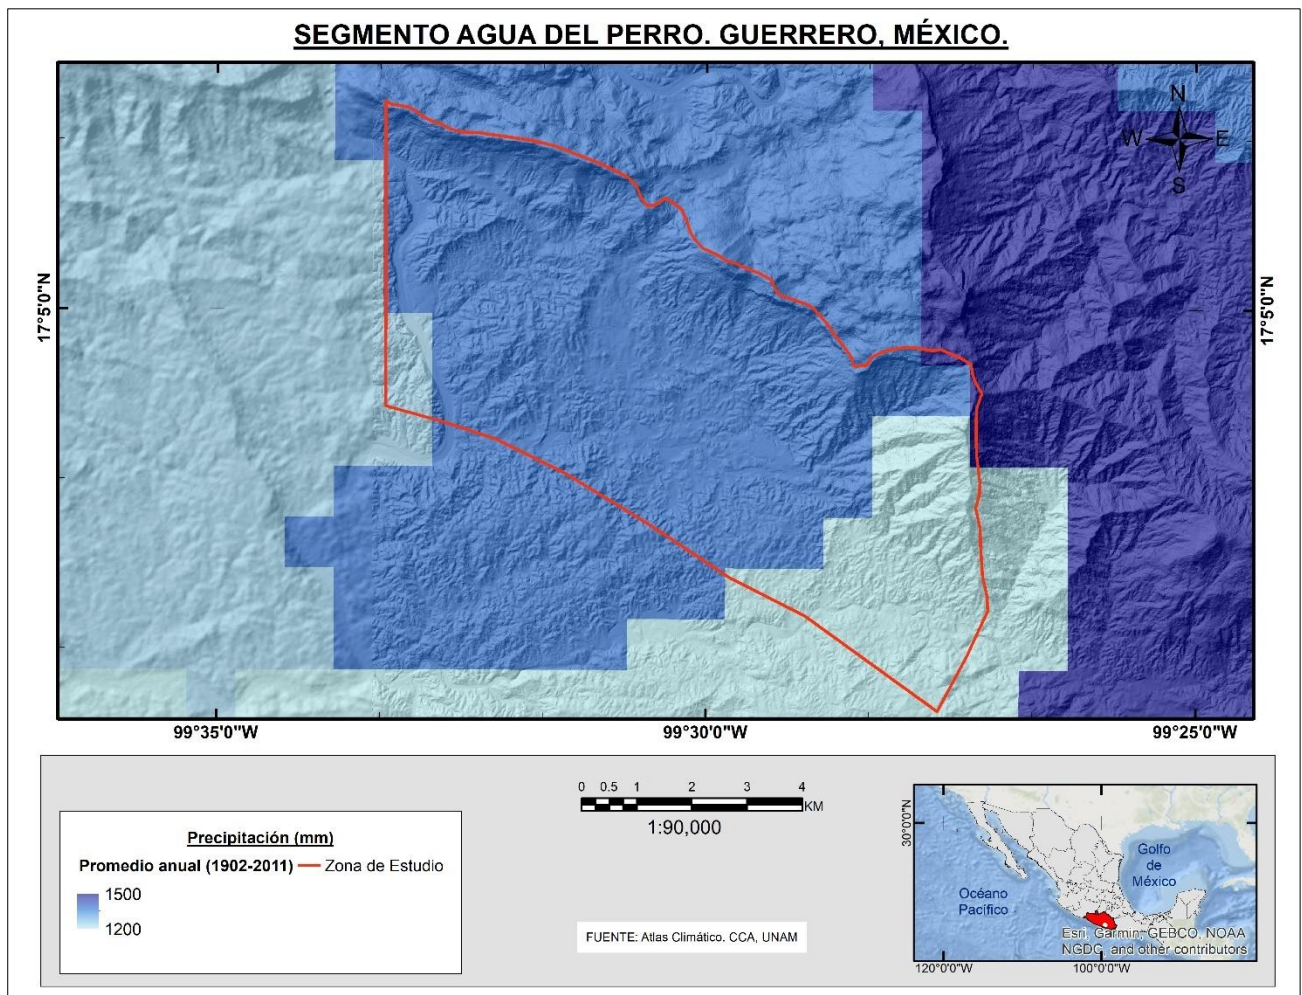 SEGMENTO AGUA DEL PERRO. GUERRERO, MÉXICO.
N
W E
S
17°5'0"N
17°5'0"N
99°35'0"W 99°30'0"W 99°25'0"W
Precipitación (mm)
Promedio anual (1902-2011) Zona de Estudio
1500
1200
0 0.5 1 2 3 4
KM
1:90,000
FUENTE: Atlas Climático. CCA, UNAM
30°0'0"N
Golfo
de
México
Océano
Pacífico
Esri, Garmin, GEBCO, NOAA
NGDC, and other contributors
120°0'0"W 100°0'0"W